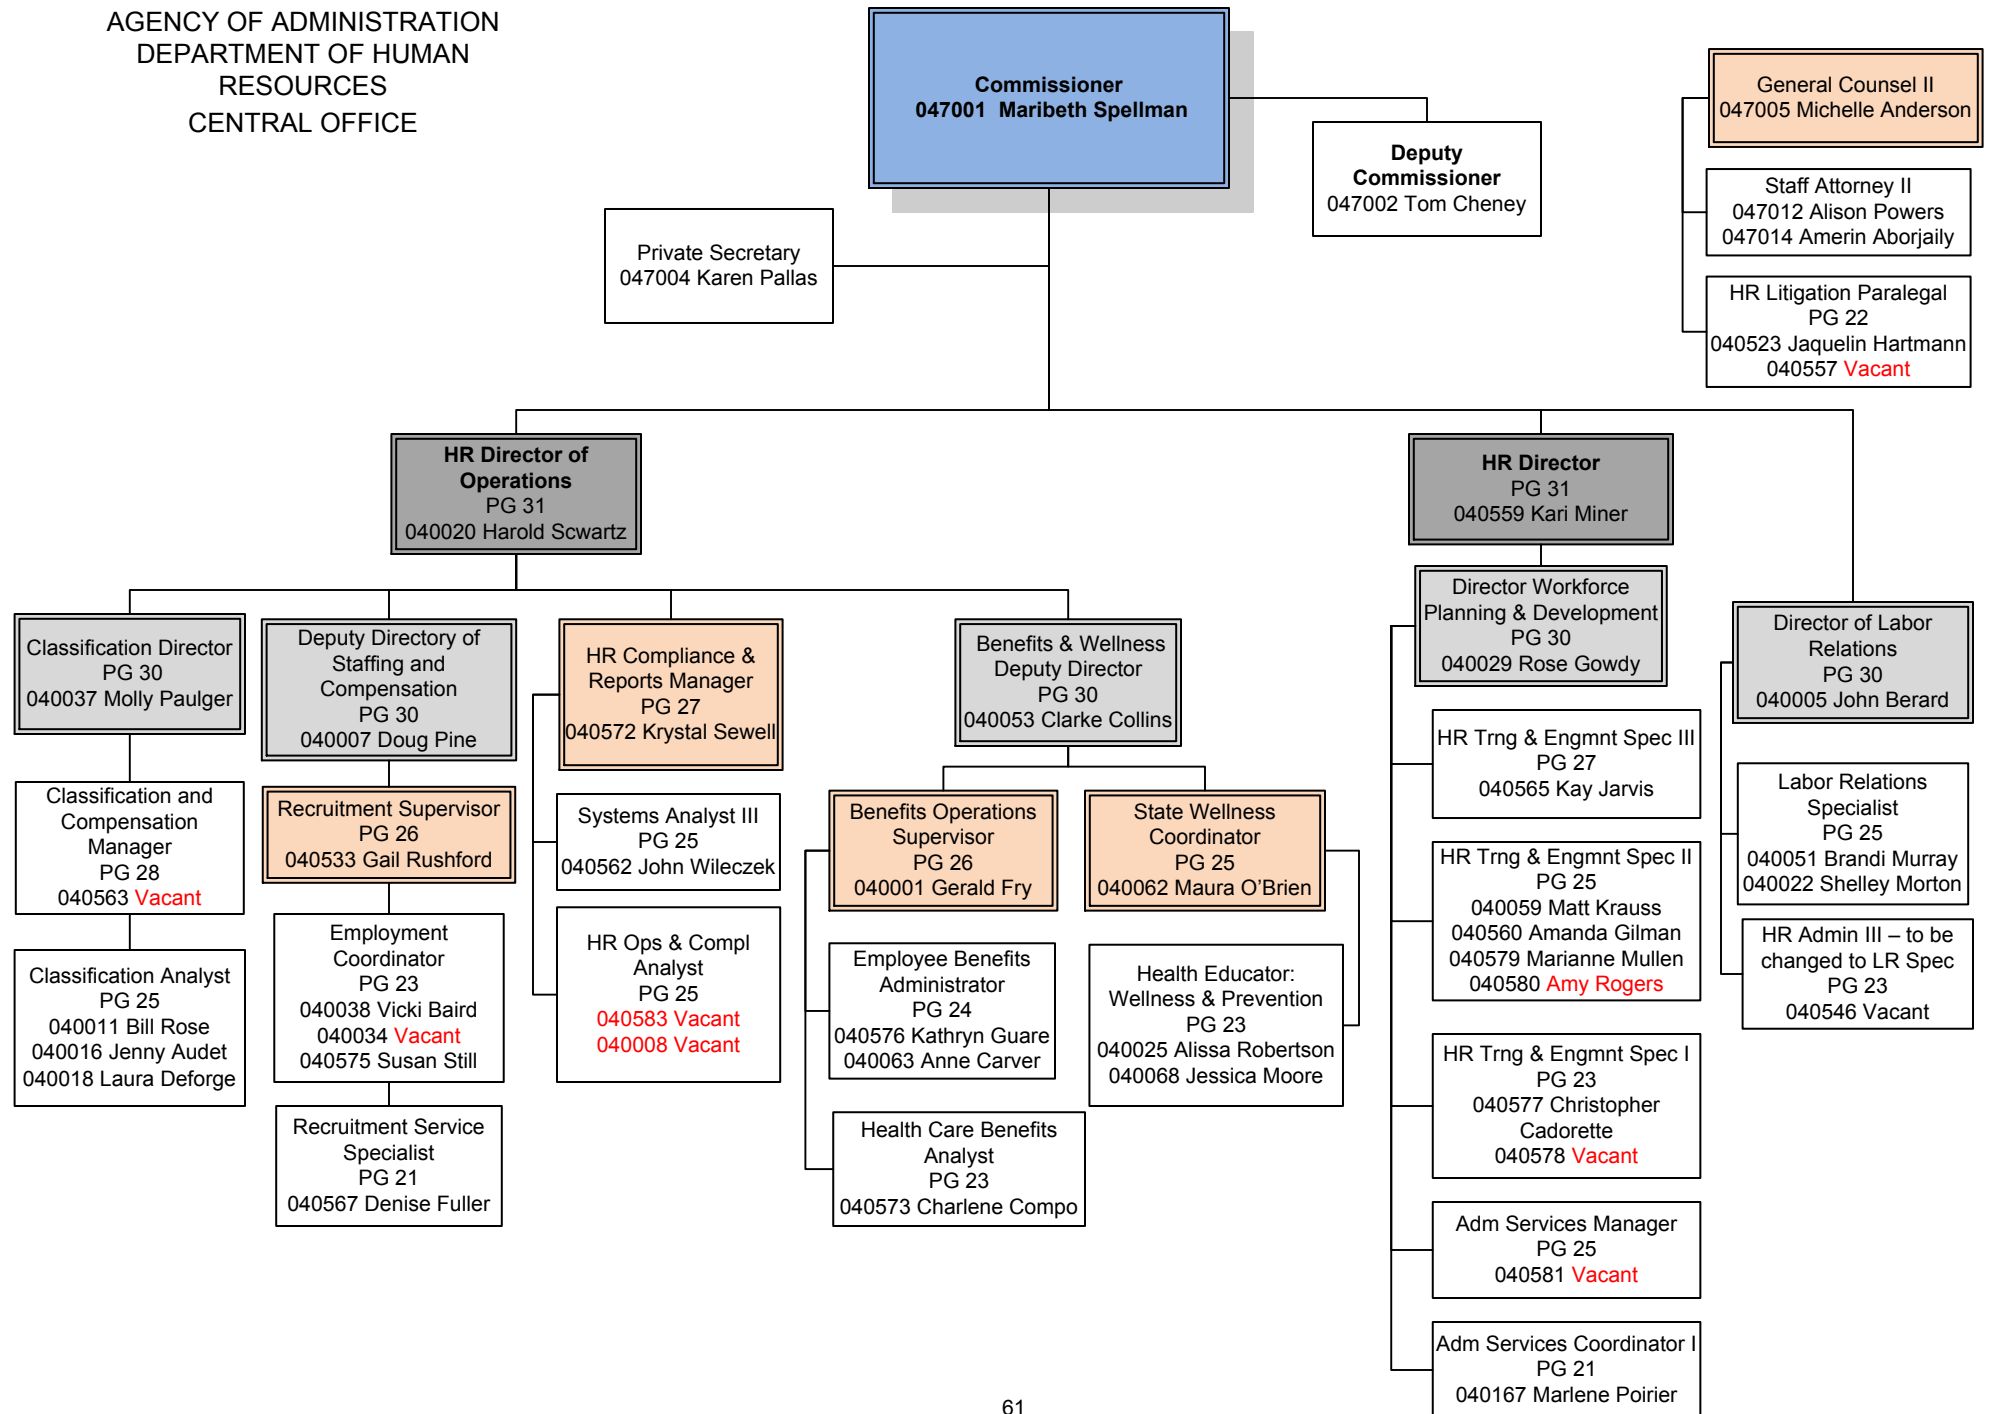 AGENCY OF ADMINISTRATION
DEPARTMENT OF HUMAN
RESOURCES
CENTRAL OFFICE
Commissioner
047001  Maribeth Spellman
Deputy
Commissioner
047002 Tom Cheney
General Counsel II
047005 Michelle Anderson
Staff Attorney II
047012 Alison Powers
047014 Amerin Aborjaily
HR Litigation Paralegal
PG 22
040523 Jaquelin Hartmann
040557 Vacant
Private Secretary
047004 Karen Pallas
HR Director of
Operations
PG 31
040020 Harold Scwartz
HR Director
PG 31
040559 Kari Miner
Classification Director
PG 30
040037 Molly Paulger
Classification and
Compensation
Manager
PG 28
040563 Vacant
Classification Analyst
PG 25
040011 Bill Rose
040016 Jenny Audet
040018 Laura Deforge
Deputy Directory of
Staffing and
Compensation
PG 30
040007 Doug Pine
Recruitment Supervisor
PG 26
040533 Gail Rushford
Employment
Coordinator
PG 23
040038 Vicki Baird
040034 Vacant
040575 Susan Still
Recruitment Service
Specialist
PG 21
040567 Denise Fuller
HR Compliance &
Reports Manager
PG 27
040572 Krystal Sewell
Systems Analyst III
PG 25
040562 John Wileczek
HR Ops & Compl
Analyst
PG 25
040583 Vacant
040008 Vacant
Benefits & Wellness
Deputy Director
PG 30
040053 Clarke Collins
Benefits Operations
Supervisor
PG 26
040001 Gerald Fry
Employee Benefits
Administrator
PG 24
040576 Kathryn Guare
040063 Anne Carver
Health Care Benefits
Analyst
PG 23
040573 Charlene Compo
State Wellness
Coordinator
PG 25
040062 Maura O’Brien
Health Educator:
Wellness & Prevention
PG 23
040025 Alissa Robertson
040068 Jessica Moore
Director Workforce
Planning & Development
PG 30
040029 Rose Gowdy
HR Trng & Engmnt Spec III
PG 27
040565 Kay Jarvis
HR Trng & Engmnt Spec II
PG 25
040059 Matt Krauss
040560 Amanda Gilman
040579 Marianne Mullen
040580 Amy Rogers
HR Trng & Engmnt Spec I
PG 23
040577 Christopher
Cadorette
040578 Vacant
Adm Services Manager
PG 25
040581 Vacant
Adm Services Coordinator I
PG 21
040167 Marlene Poirier
Director of Labor
Relations
PG 30
040005 John Berard
Labor Relations
Specialist
PG 25
040051 Brandi Murray
040022 Shelley Morton
HR Admin III – to be
changed to LR Spec
PG 23
040546 Vacant
61